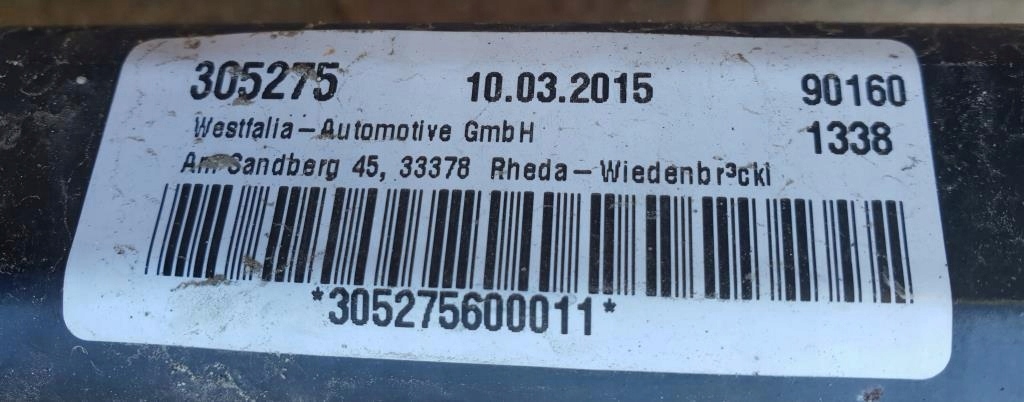 305275 10.03.2015 90160
Westfalia-Automotive GmbH 1338
Am Sandberg 45, 33378 Rheda-Wiedenbr³ckl
*305275600011*